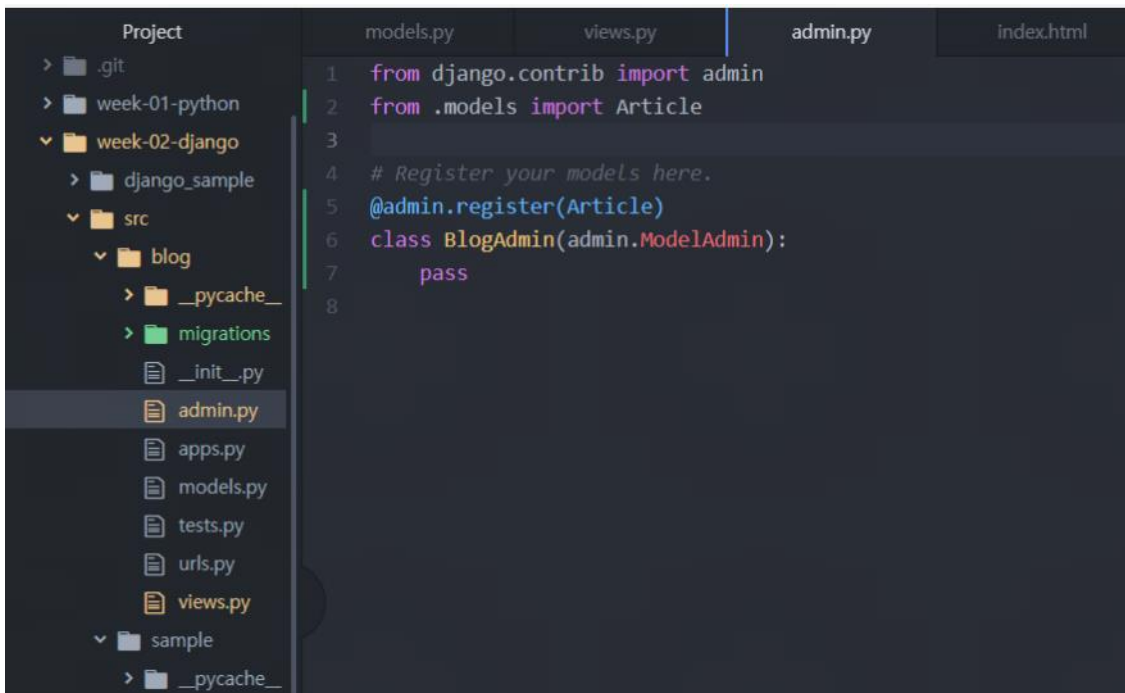 Project
.git
week-01-python
week-02-django
django_sample
src
blog
__pycache__
migrations
__init__.py
admin.py
apps.py
models.py
tests.py
urls.py
views.py
sample
__pycache__
models.py
views.py
admin.py
index.html
1 from django.contrib import admin
2 from .models import Article
3
4 # Register your models here.
5 @admin.register(Article)
6 class BlogAdmin(admin.ModelAdmin):
7     pass
8